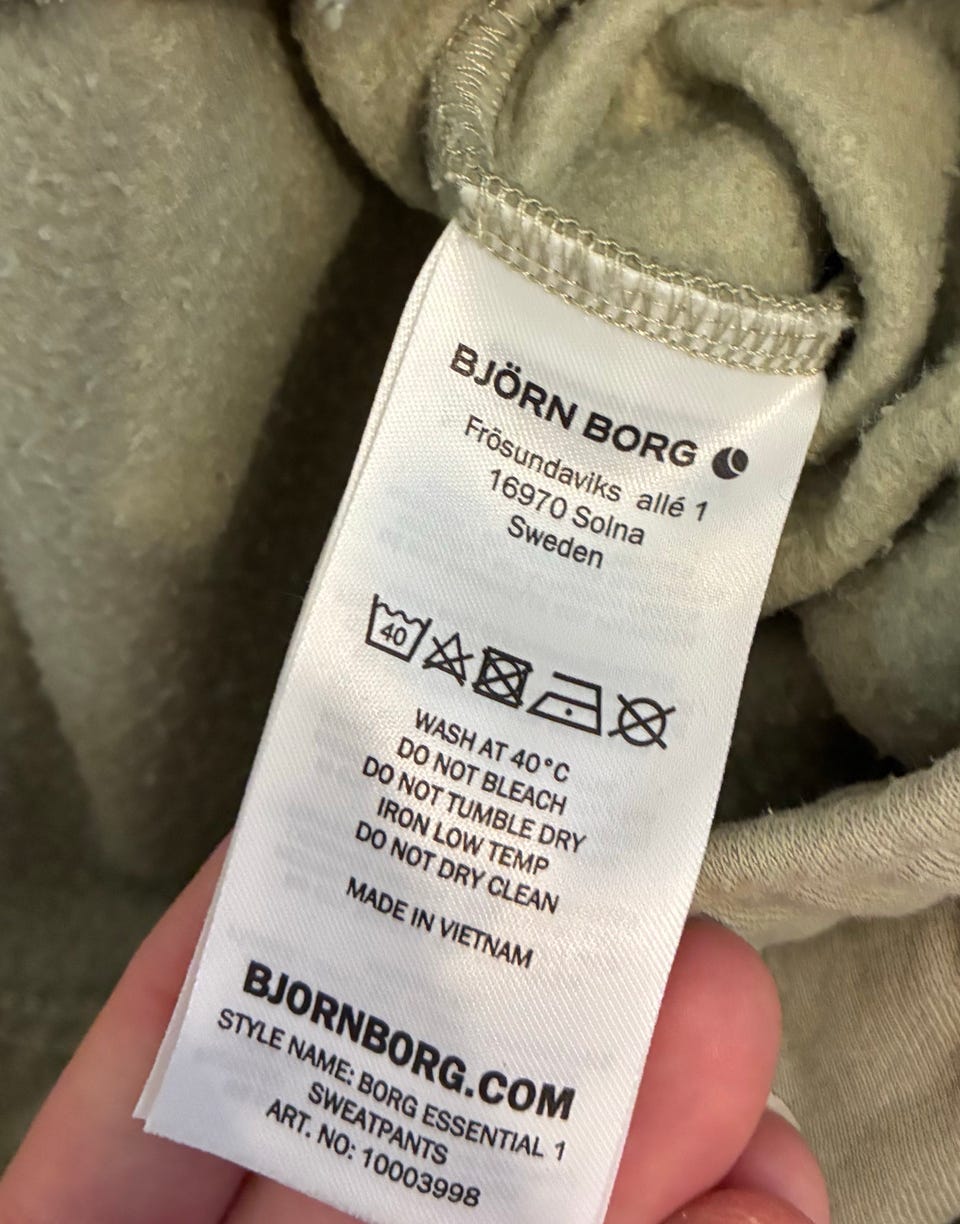 BJÖRN BORG
Frösundaviks allé 1
16970 Solna
Sweden
40
WASH AT 40°C
DO NOT BLEACH
DO NOT TUMBLE DRY
IRON LOW TEMP
DO NOT DRY CLEAN
MADE IN VIETNAM
BJORNBORG.COM
STYLE NAME: BORG ESSENTIAL 1
SWEATPANTS
ART. NO: 10003998